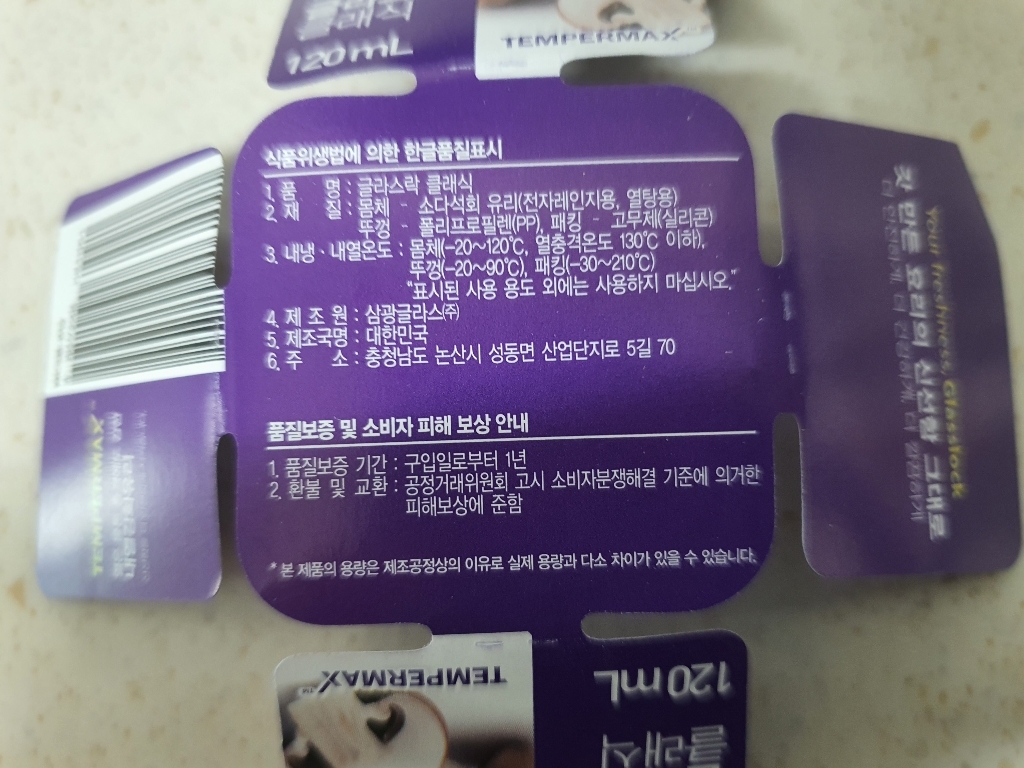 클래식
120mL
TEMPERMAX
식품위생법에 의한 한글품질표시
1. 품 명 : 글라스락 클래식
2. 재 질 : 몸체 - 소다석회 유리(전자레인지용, 열탕용)
뚜껑 - 폴리프로필렌(PP), 패킹 - 고무제(실리콘)
3. 내냉·내열온도 : 몸체(-20~120℃, 열충격온도 130℃ 이하),
뚜껑(-20~90℃), 패킹(-30~210℃)
"표시된 사용 용도 외에는 사용하지 마십시오."
4. 제 조 원 : 삼광글라스㈜
5. 제조국명 : 대한민국
6. 주 소 : 충청남도 논산시 성동면 산업단지로 5길 70
품질보증 및 소비자 피해 보상 안내
1. 품질보증 기간 : 구입일로부터 1년
2. 환불 및 교환 : 공정거래위원회 고시 소비자분쟁해결 기준에 의거한
피해보상에 준함
* 본 제품의 용량은 제조공정상의 이유로 실제 용량과 다소 차이가 있을 수 있습니다.
Your freshness Glasslock
갓 만든 요리의 신선함 그대로
TEMPERMAX™
TEMPERMAX™
120mL
클래식